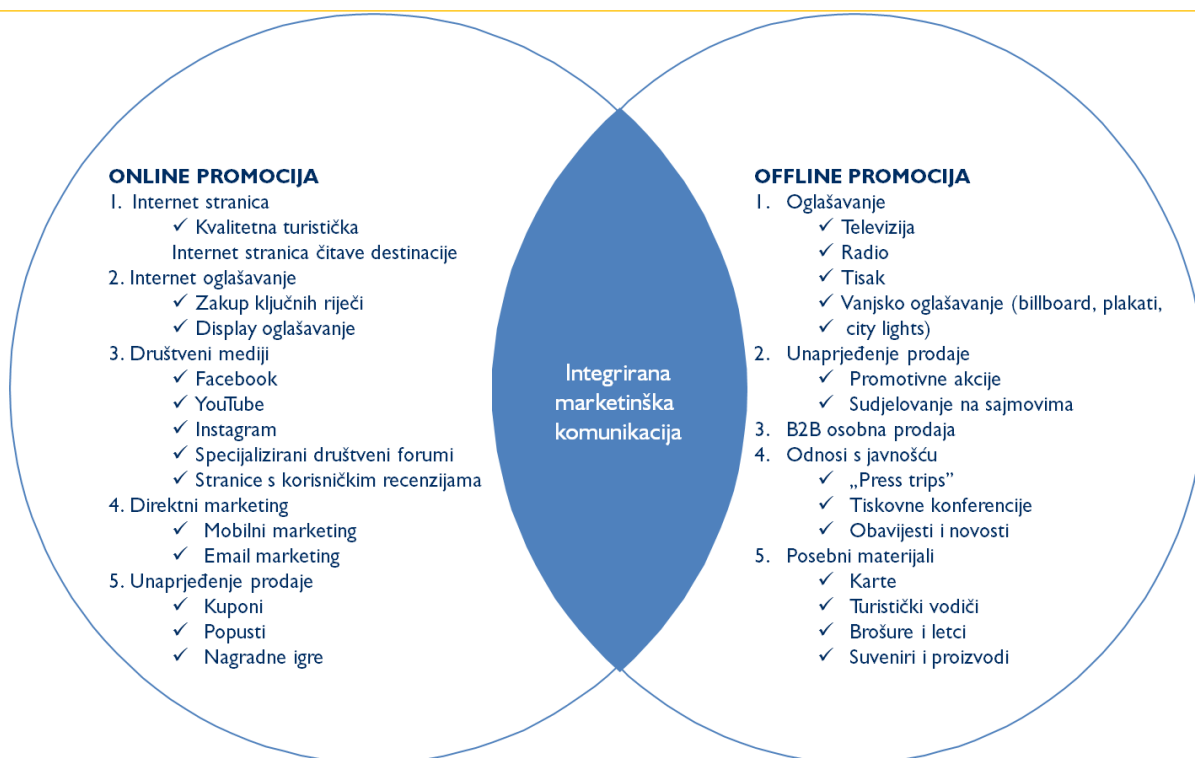 ONLINE PROMOCIJA
1. Internet stranica
✓ Kvalitetna turistička
Internet stranica čitave destinacije
2. Internet oglašavanje
✓ Zakup ključnih riječi
✓ Display oglašavanje
3. Društveni mediji
✓ Facebook
✓ YouTube
✓ Instagram
✓ Specijalizirani društveni forumi
✓ Stranice s korisničkim recenzijama
4. Direktni marketing
✓ Mobilni marketing
✓ Email marketing
5. Unaprjeđenje prodaje
✓ Kuponi
✓ Popusti
✓ Nagradne igre
Integrirana
marketinška
komunikacija
OFFLINE PROMOCIJA
1. Oglašavanje
✓ Televizija
✓ Radio
✓ Tisak
✓ Vanjsko oglašavanje (billboard, plakati,
✓ city lights)
2. Unaprjeđenje prodaje
✓ Promotivne akcije
✓ Sudjelovanje na sajmovima
3. B2B osobna prodaja
4. Odnosi s javnošću
✓ „Press trips”
✓ Tiskovne konferencije
✓ Obavijesti i novosti
5. Posebni materijali
✓ Karte
✓ Turistički vodiči
✓ Brošure i letci
✓ Suveniri i proizvodi